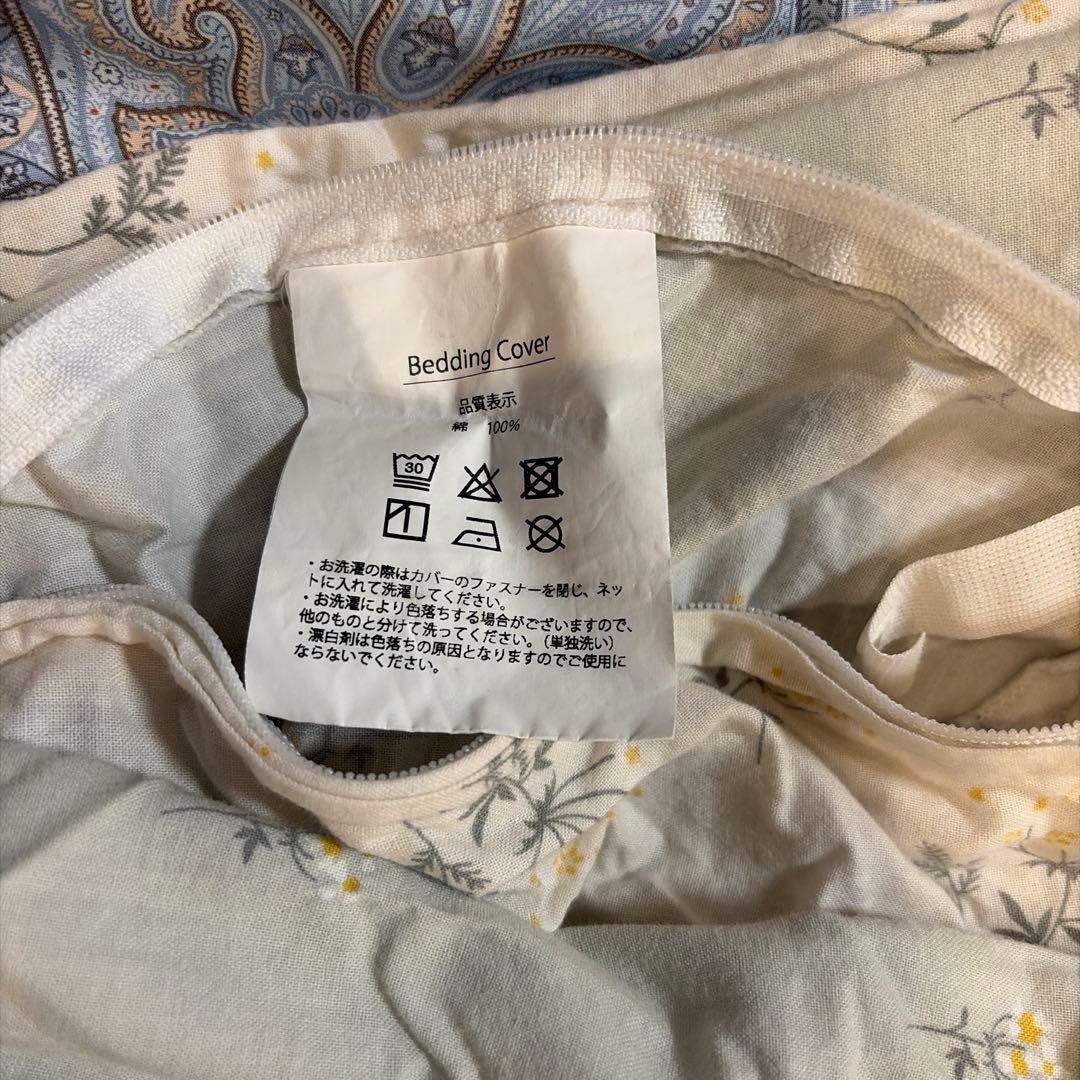 Bedding Cover
品質表示
綿 100%
30
・お洗濯の際はカバーのファスナーを閉じ、ネッ
トに入れて洗濯してください。
・お洗濯により色落ちする場合がございますので、
他のものと分けて洗ってください。（単独洗い）
・漂白剤は色落ちの原因となりますのでご使用に
ならないでください。